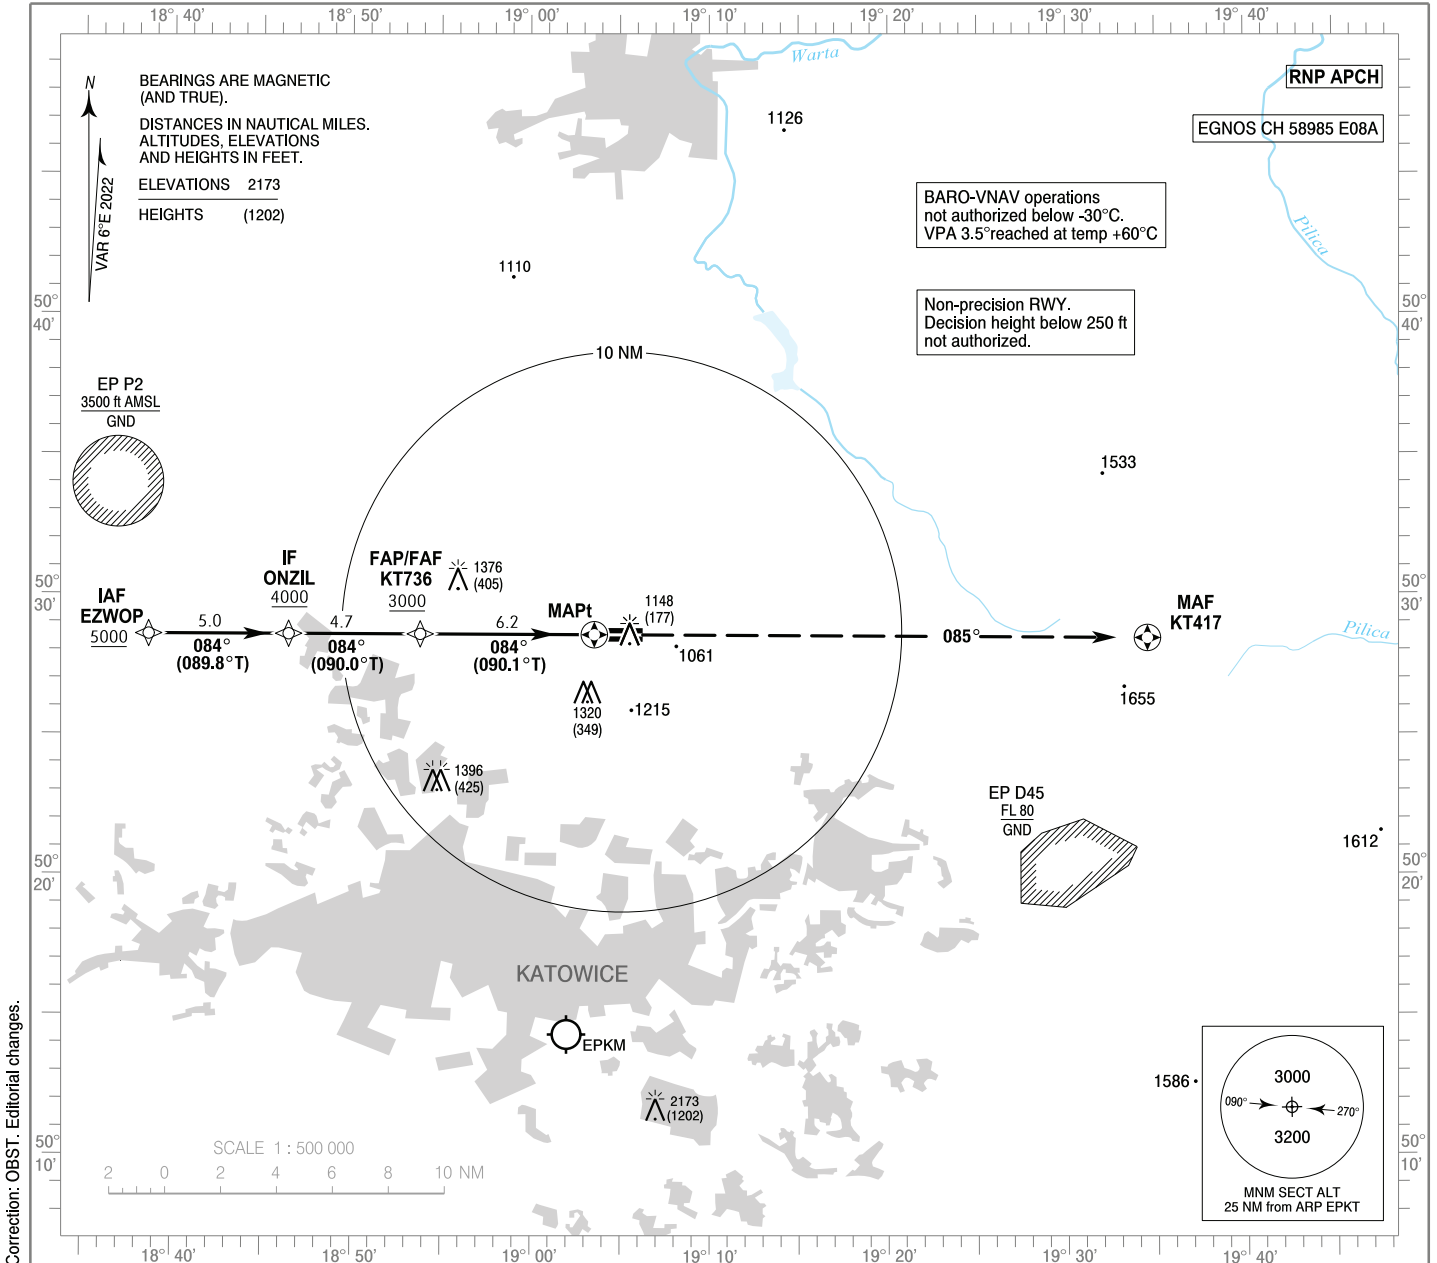 18° 40' 18° 50' 19° 00' 19° 10' 19° 20' 19° 30' 19° 40'
N
VAR 6°E 2022
BEARINGS ARE MAGNETIC
(AND TRUE).
DISTANCES IN NAUTICAL MILES.
ALTITUDES, ELEVATIONS
AND HEIGHTS IN FEET.
ELEVATIONS 2173
HEIGHTS (1202)
Warta
1126
RNP APCH
EGNOS CH 58985 E08A
BARO-VNAV operations
not authorized below -30°C.
VPA 3.5°reached at temp +60°C
Pilica
1110
Non-precision RWY.
Decision height below 250 ft
not authorized.
50°
40'
50°
40'
10 NM
EP P2
3500 ft AMSL
GND
1533
50°
30'
50°
30'
IAF
EZWOP
5000
5.0
084°
(089.8°T)
IF
ONZIL
4000
4.7
084°
(090.0°T)
FAP/FAF
KT736
3000
1376
(405)
6.2
084°
(090.1°T)
MAPt
1148
(177)
1061
085°
MAF
KT417
Pilica
1320
(349)
1215
1655
1396
(425)
EP D45
FL 80
GND
1612
50°
20'
50°
20'
KATOWICE
EPKM
2173
(1202)
1586
3000
090°
270°
3200
MNM SECT ALT
25 NM from ARP EPKT
50°
10'
50°
10'
SCALE 1 : 500 000
2 0 2 4 6 8 10 NM
18° 40' 18° 50' 19° 00' 19° 10' 19° 20' 19° 30' 19° 40'
Correction: OBST. Editorial changes.